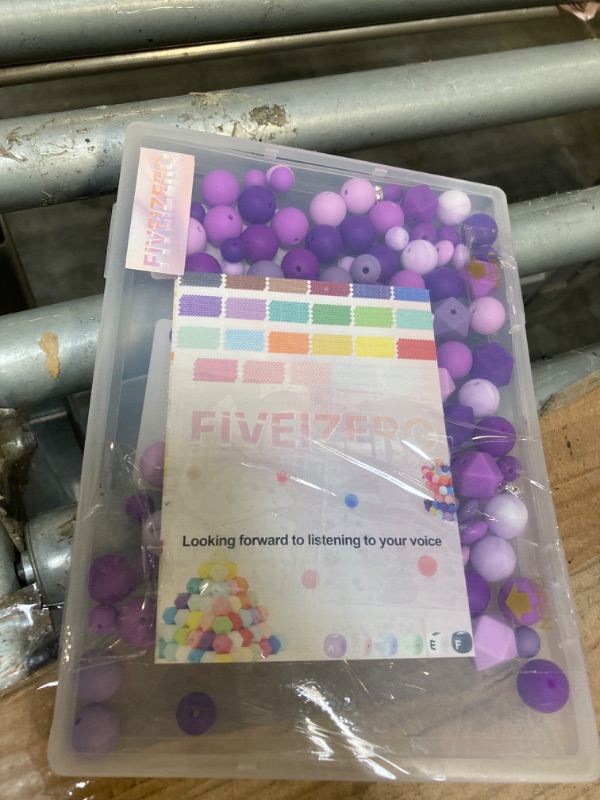 FiVEIZERO
FiVEIZERO
Looking forward to listening to your voice
E F